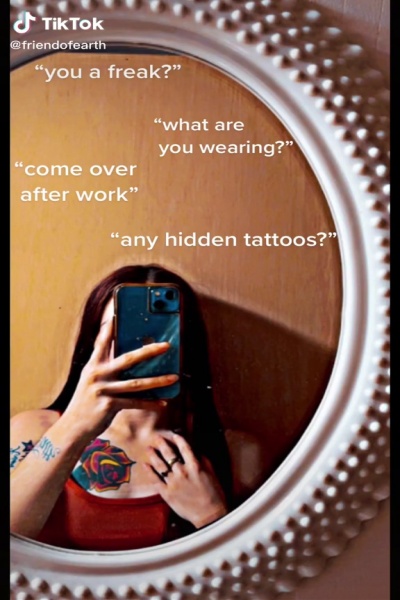 TikTok
@friendofearth
“you a freak?”
“what are
you wearing?”
“come over
after work”
“any hidden tattoos?”